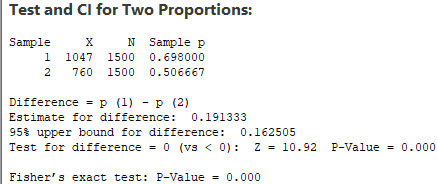 Test and CI for Two Proportions:
Sample X N Sample p
1 1047 1500 0.698000
2 760 1500 0.506667
Difference = p (1) - p (2)
Estimate for difference: 0.191333
95% upper bound for difference: 0.162505
Test for difference = 0 (vs < 0): Z = 10.92 P-Value = 0.000
Fisher's exact test: P-Value = 0.000